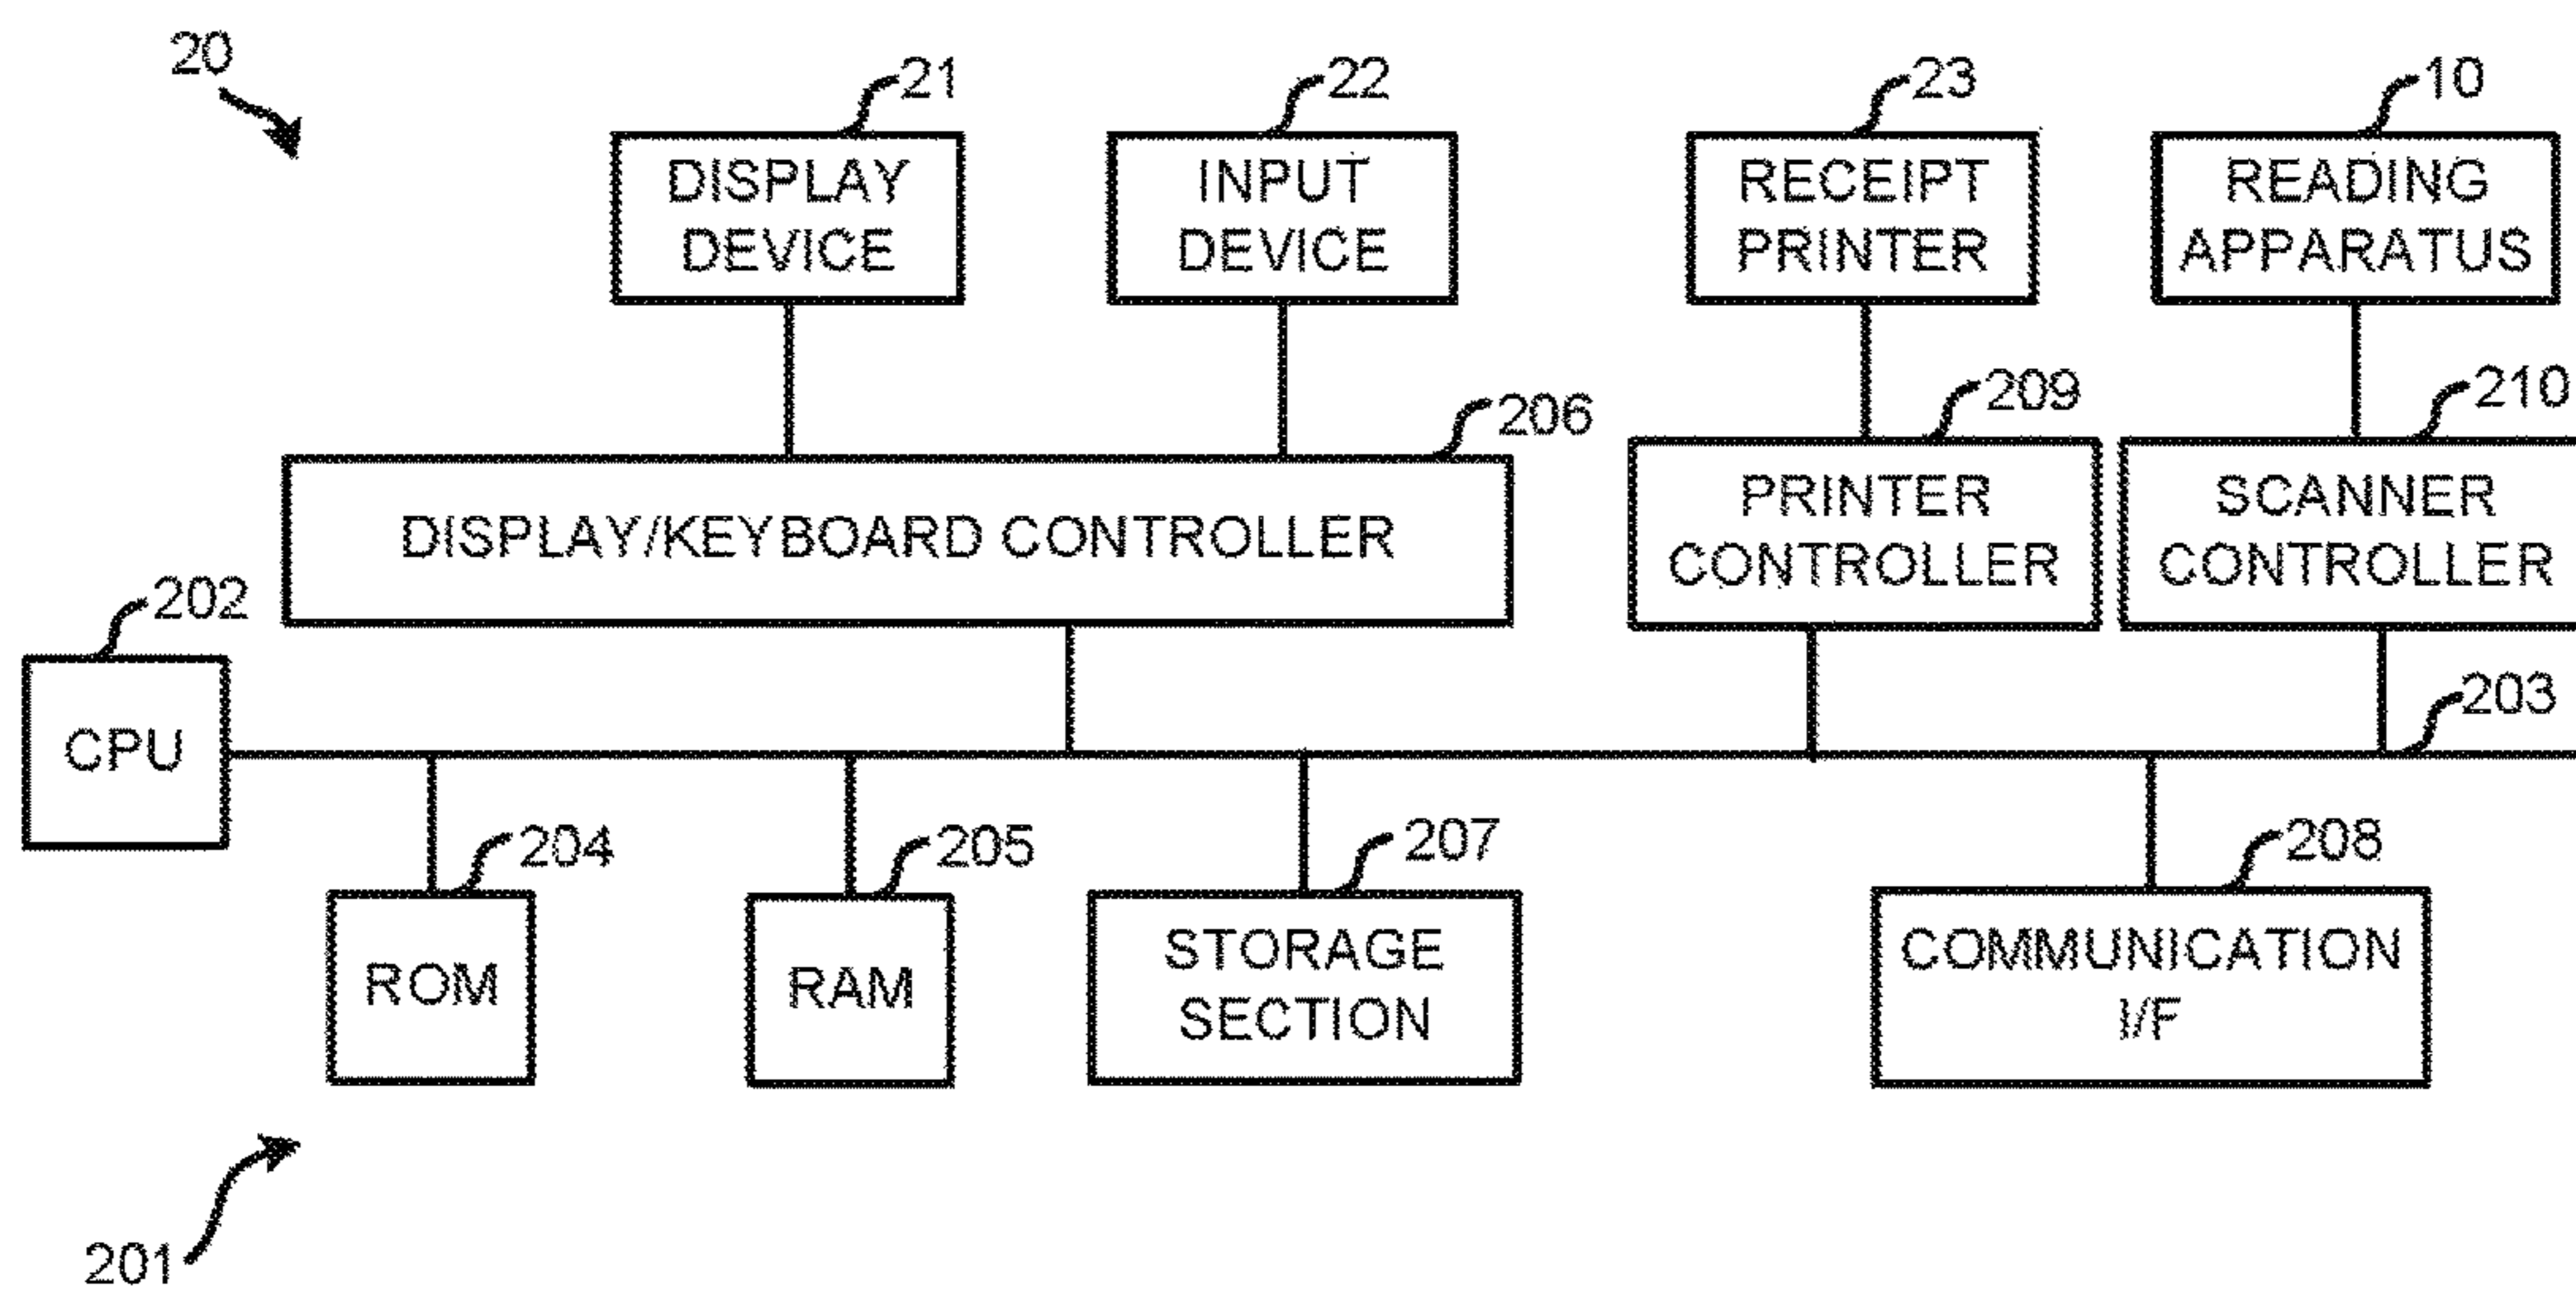 20
21
22
23
10
DISPLAY
DEVICE
INPUT
DEVICE
RECEIPT
PRINTER
READING
APPARATUS
206
209
210
DISPLAY/KEYBOARD CONTROLLER
PRINTER
CONTROLLER
SCANNER
CONTROLLER
202
203
CPU
204
205
207
208
ROM
RAM
STORAGE
SECTION
COMMUNICATION
I/F
201